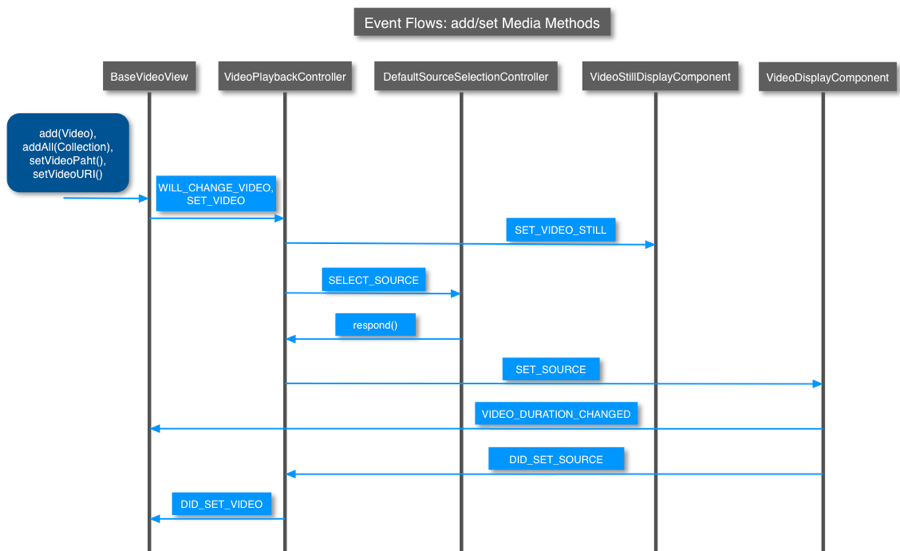 Event Flows: add/set Media Methods
BaseVideoView
VideoPlaybackController
DefaultSourceSelectionController
VideoStillDisplayComponent
VideoDisplayComponent
add(Video),
addAll(Collection),
setVideoPaht(),
setVideoURI()
WILL_CHANGE_VIDEO,
SET_VIDEO
SET_VIDEO_STILL
SELECT_SOURCE
respond()
SET_SOURCE
VIDEO_DURATION_CHANGED
DID_SET_SOURCE
DID_SET_VIDEO